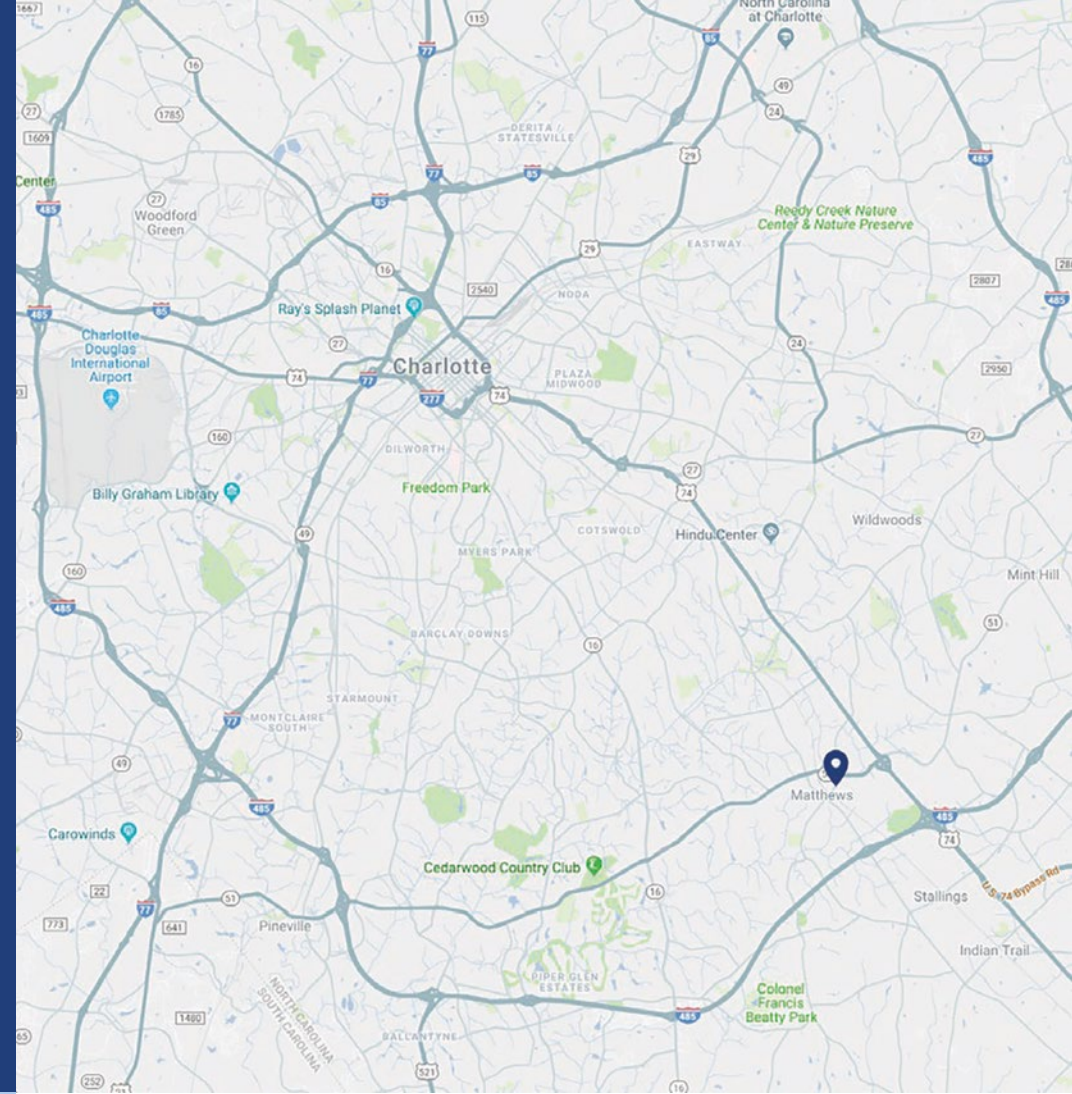 1667
115
North Carolina
at Charlotte
77
85
16
49
27
1785
24
DERITA /
STATESVILLE
1609
29
485
77
85
Center
27
85
485
Woodford
Green
Reedy Creek Nature
Center & Nature Preserve
29
EASTWAY
16
2540
2807
NODA
485
Ray's Splash Planet
85
485
Charlotte
Douglas
International
Airport
27
24
Charlotte
74
77
PLAZA
MIDWOOD
2950
277
74
160
27
DILWORTH
27
74
Freedom Park
Billy Graham Library
Wildwoods
49
COTSWOLD
Hindu Center
MYERS PARK
160
Mint Hill
485
51
BARCLAY DOWNS
16
STARMOUNT
77
MONTCLAIRE
SOUTH
49
Matthews
485
485
Carowinds
74
Cedarwood Country Club
U.S. 74 Bypass Rd
22
51
16
Stallings
77
773
641
Pineville
Indian Trail
PIPER GLEN
ESTATES
Colonel
Francis
Beatty Park
NORTH CAROLINA
SOUTH CAROLINA
1480
485
BALLANTYNE
521
252
16